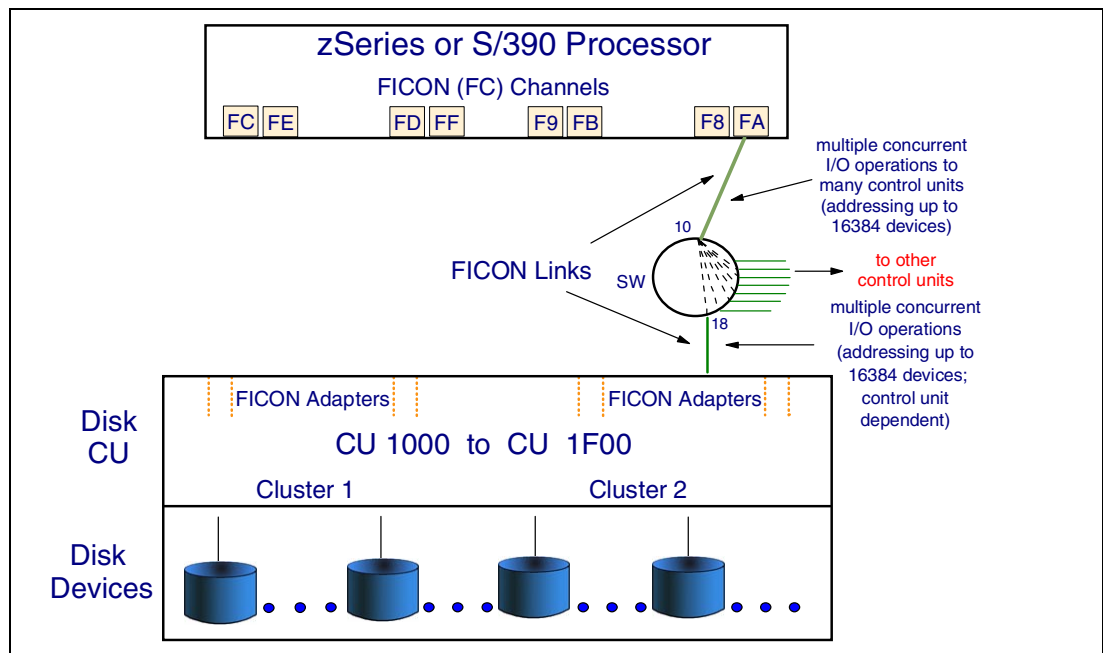 zSeries or S/390 Processor
FICON (FC) Channels
FC FE FD FF F9 FB F8 FA
multiple concurrent
I/O operations to
many control units
(addressing up to
16384 devices)
10
FICON Links
SW
to other
control units
18
multiple concurrent
I/O operations
(addressing up to
16384 devices;
control unit
dependent)
Disk
CU
FICON Adapters
FICON Adapters
CU 1000 to CU 1F00
Cluster 1
Cluster 2
Disk
Devices